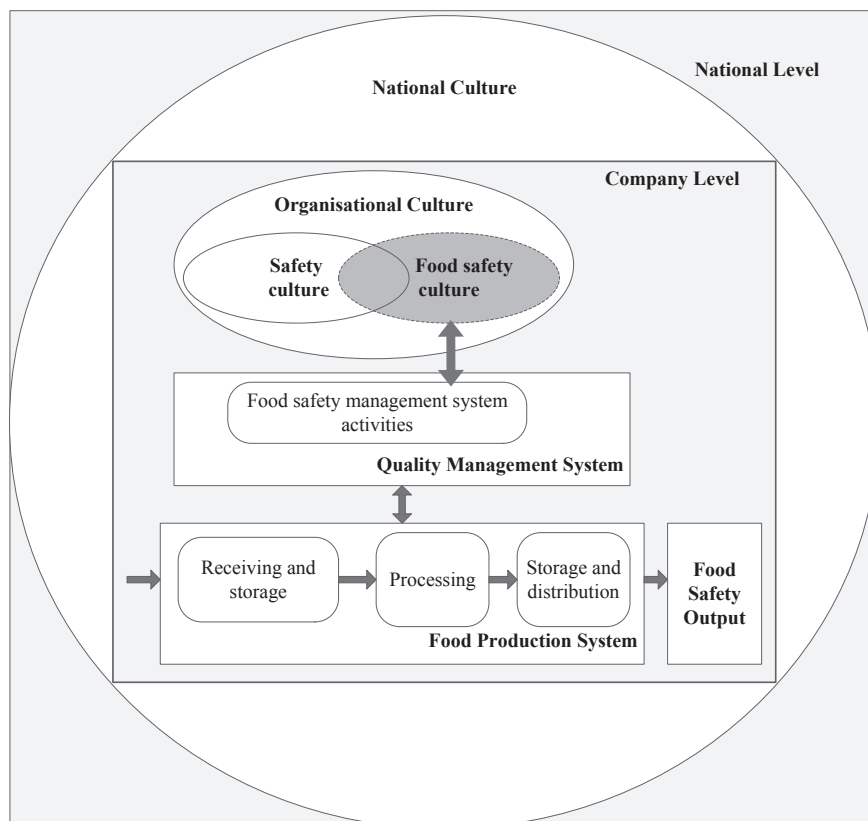 National Level
National Culture
Company Level
Organisational Culture
Safety
culture
Food safety
culture
Food safety management system
activities
Quality Management System
Receiving and
storage
Processing
Storage and
distribution
Food Production System
Food
Safety
Output